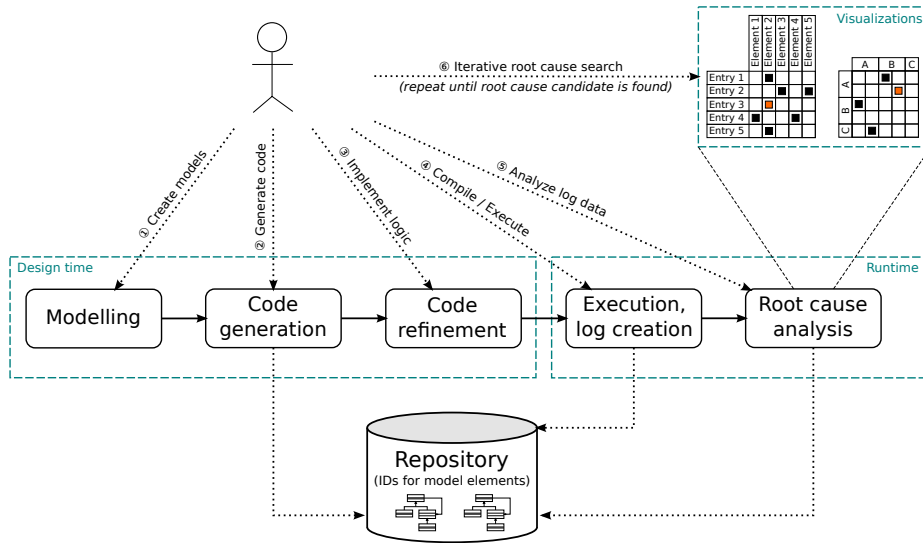 Visualizations
Element 1
Element 2
Element 3
Element 4
Element 5
Entry 1
Entry 2
Entry 3
Entry 4
Entry 5
A B C
A
B
C
⑥ Iterative root cause search
(repeat until root cause candidate is found)
① Create models
② Generate code
③ Implement logic
④ Compile / Execute
⑤ Analyze log data
Design time
Runtime
Modelling
Code
generation
Code
refinement
Execution,
log creation
Root cause
analysis
Repository
(IDs for model elements)